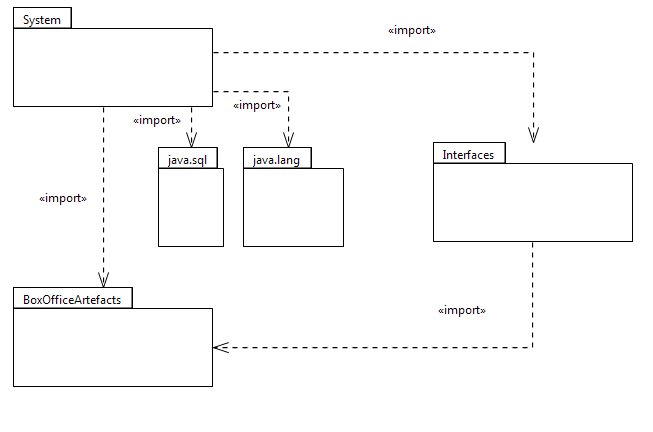 System
«import»
«import»
«import»
java.sql
java.lang
Interfaces
«import»
BoxOfficeArtefacts
«import»